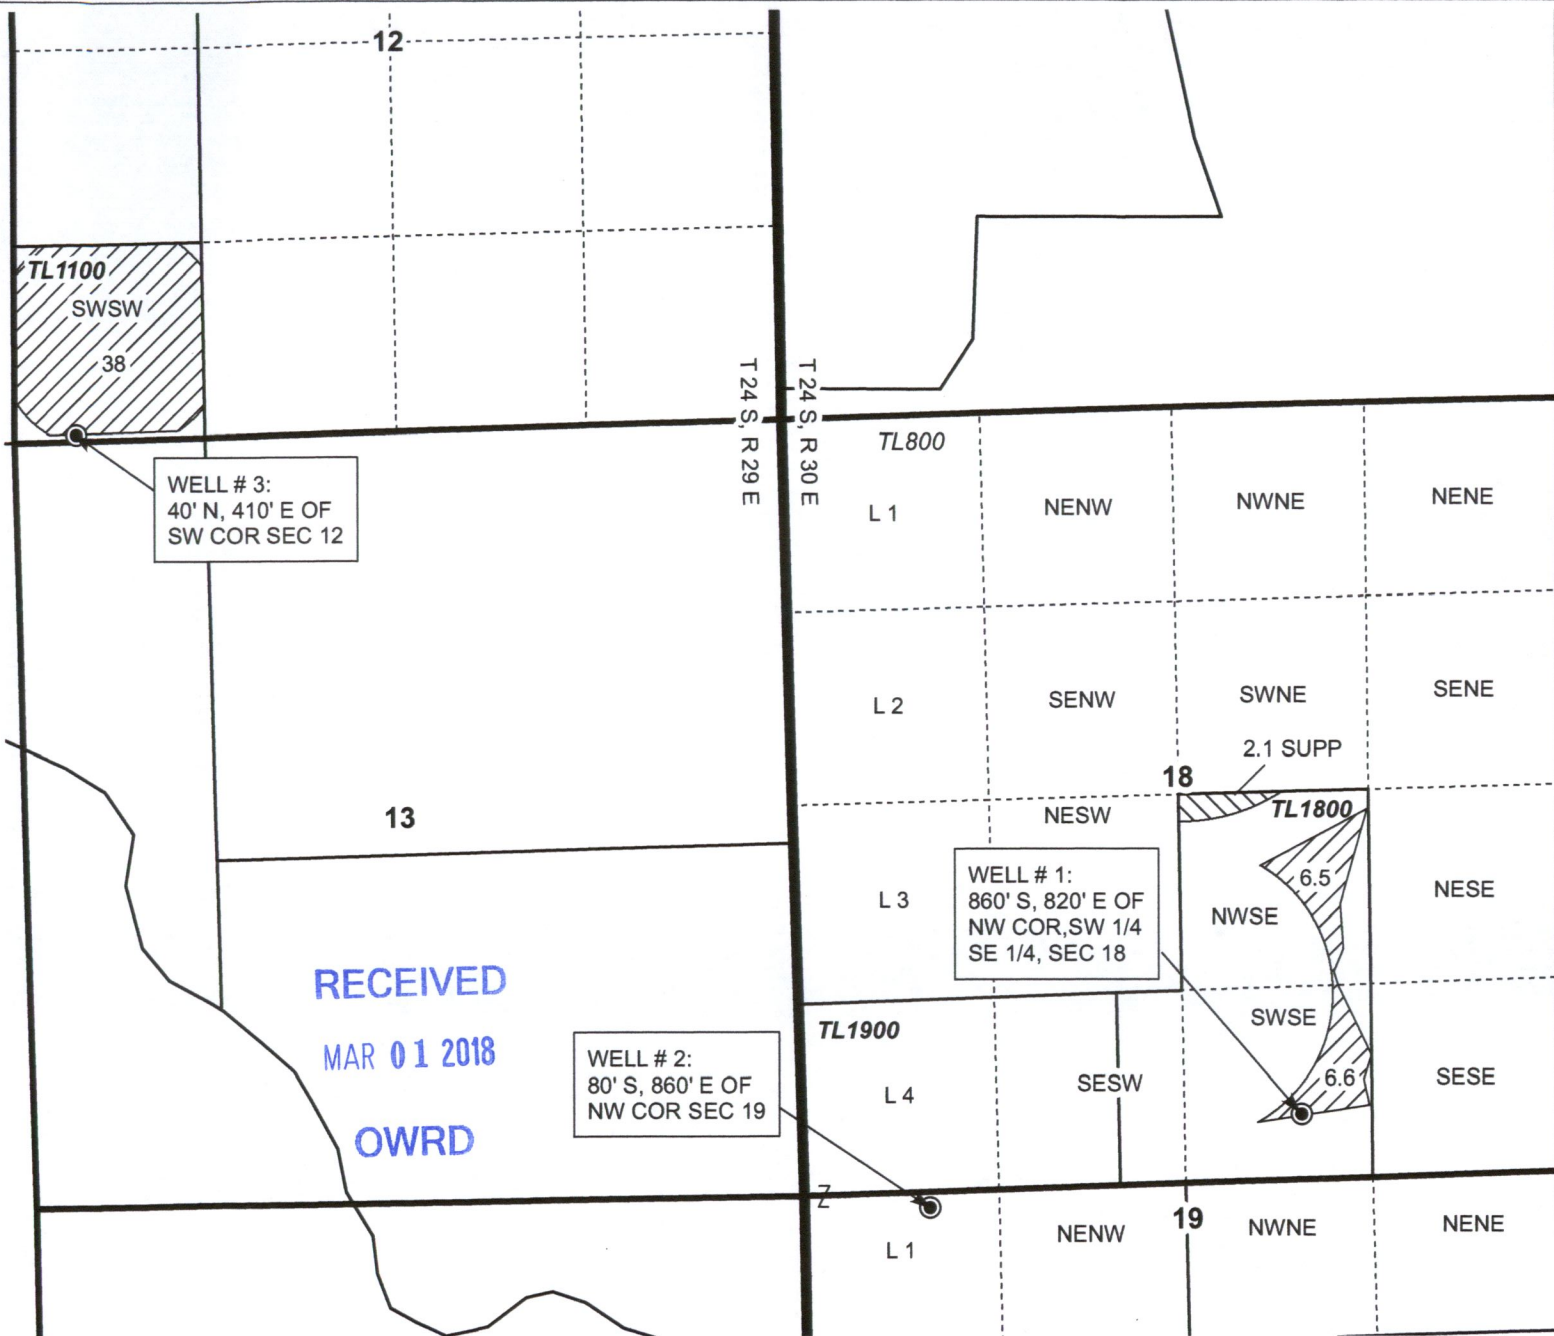 12
TL1100
SWSW
38
WELL # 3:
40' N, 410' E OF
SW COR SEC 12
T 24 S, R 29 E
T 24 S, R 30 E
TL800
L 1
NENW
NWNE
NENE
L 2
SENW
SWNE
SENE
2.1 SUPP
18
TL1800
13
NESW
WELL # 1:
860' S, 820' E OF
NW COR,SW 1/4
SE 1/4, SEC 18
L 3
6.5
NWSE
NESE
RECEIVED
MAR 01 2018
OWRD
TL1900
SWSE
WELL # 2:
80' S, 860' E OF
NW COR SEC 19
L 4
SESW
6.6
SESE
Z
L 1
NENW
19
NWNE
NENE